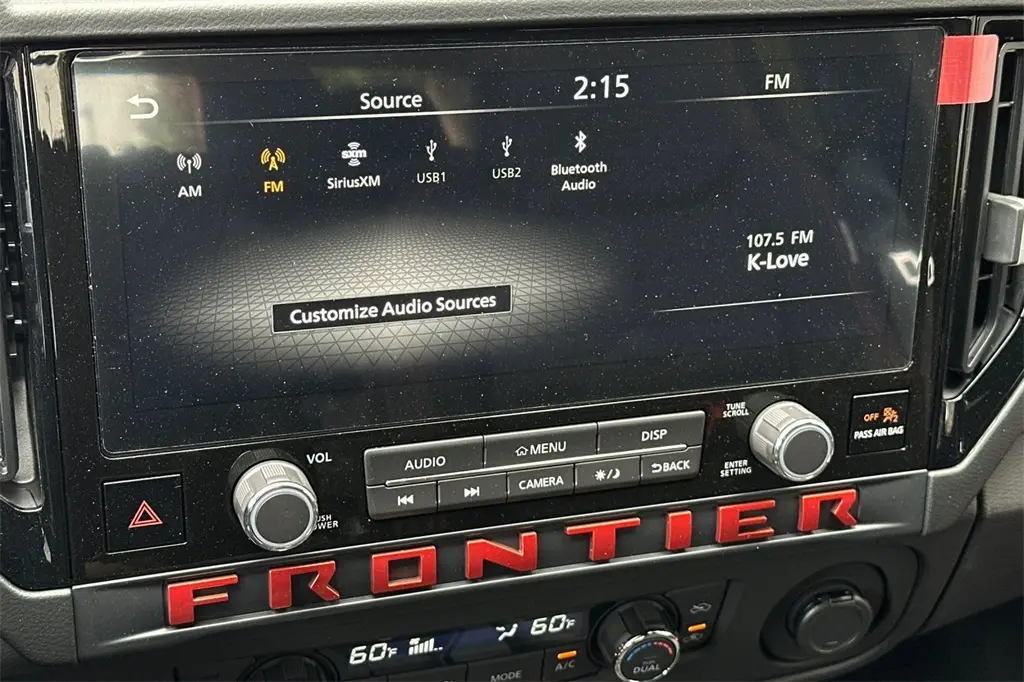 Source
2:15
FM
AM
FM
sxm
SiriusXM
USB1
USB2
Bluetooth
Audio
107.5 FM
K-Love
Customize Audio Sources
VOL
AUDIO
MENU
DISP
CAMERA
BACK
TUNE
SCROLL
ENTER
SETTING
OFF
PASS AIR BAG
FRONTIER
60°F
60°F
A/C
MODE
DUAL